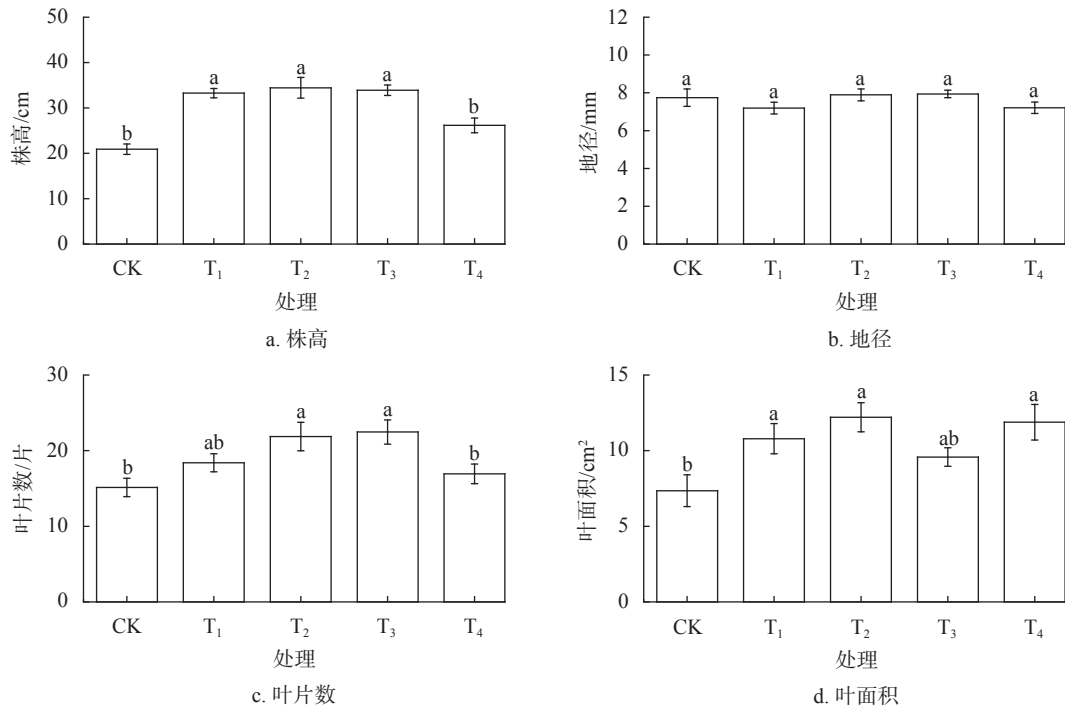 50
40
30
20
10
0
株高/cm
b
a
a
a
b
CK
T₁
T₂
T₃
T₄
处理
a. 株高
12
10
8
6
4
2
0
地径/mm
a
a
a
a
a
CK
T₁
T₂
T₃
T₄
处理
b. 地径
30
20
10
0
叶片数/片
b
ab
a
a
b
CK
T₁
T₂
T₃
T₄
处理
c. 叶片数
15
10
5
0
叶面积/cm²
b
a
a
ab
a
CK
T₁
T₂
T₃
T₄
处理
d. 叶面积